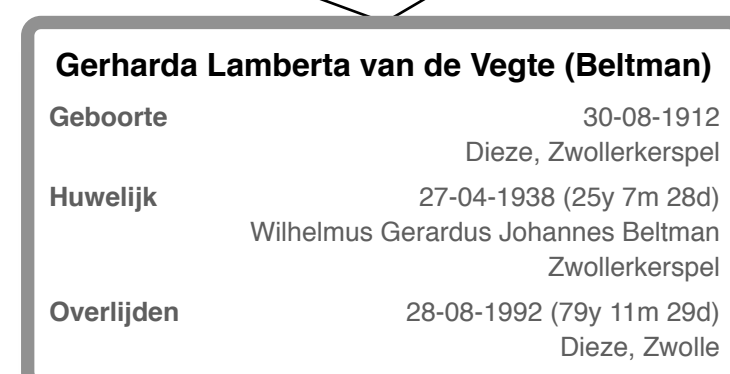 Gerharda Lamberta van de Vegte (Beltman)
Geboorte 30-08-1912
Dieze, Zwollerkerspel
Huwelijk 27-04-1938 (25y 7m 28d)
Wilhelmus Gerardus Johannes Beltman
Zwollerkerspel
Overlijden 28-08-1992 (79y 11m 29d)
Dieze, Zwolle